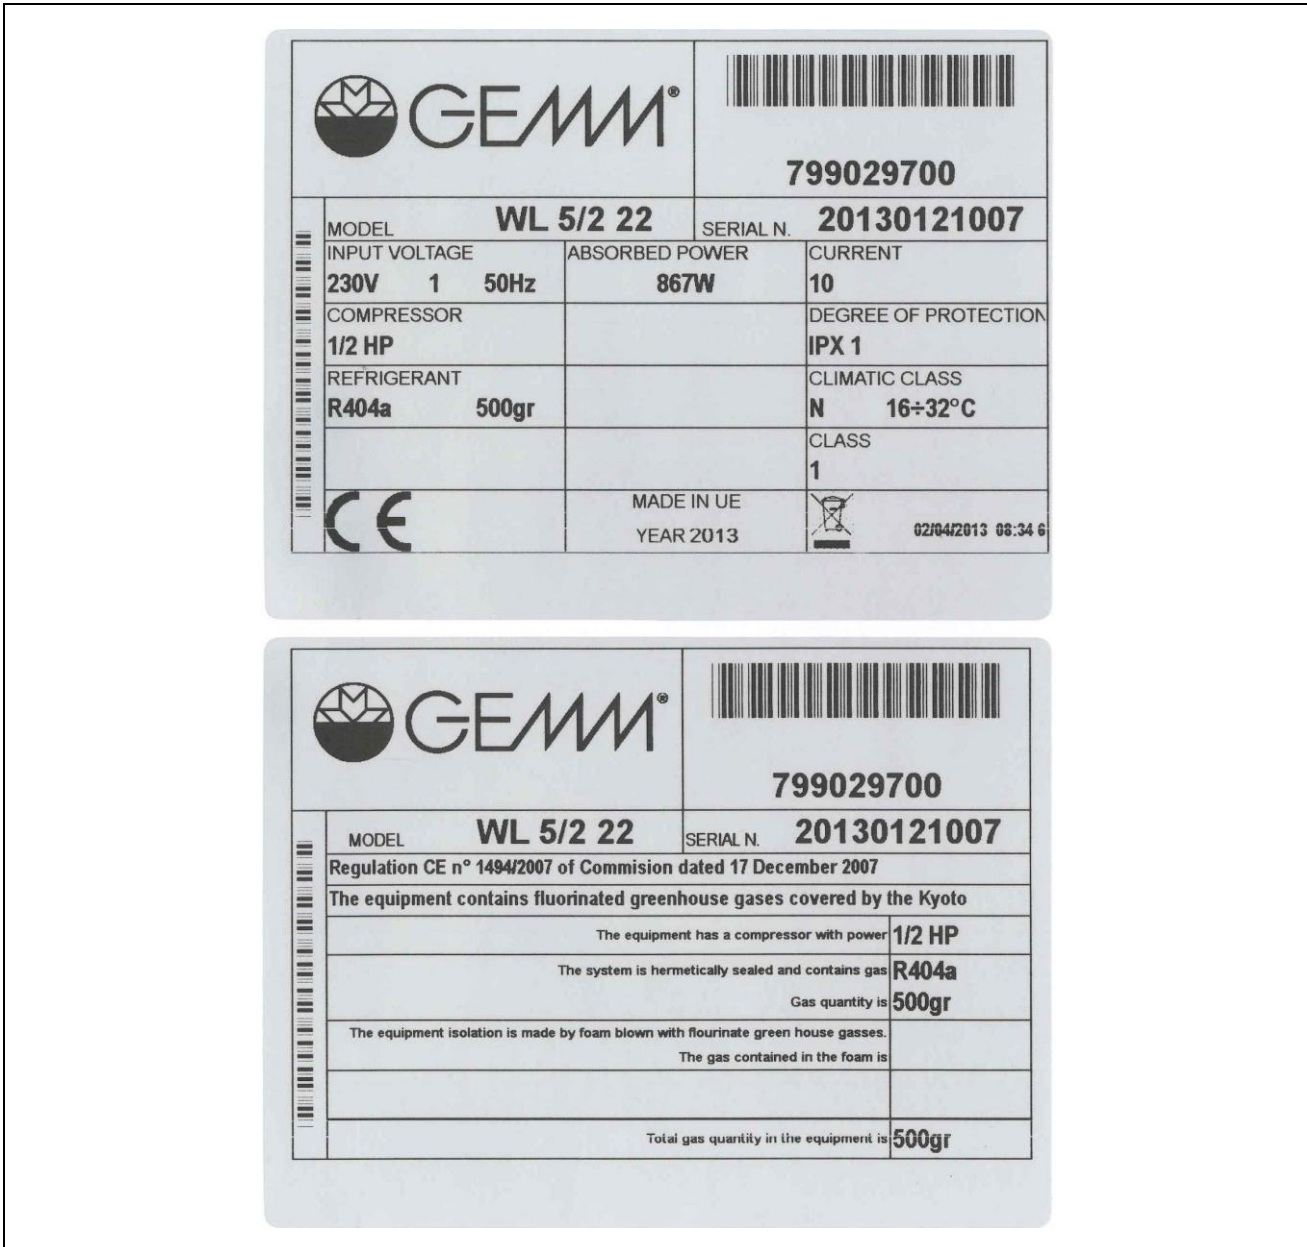 GEMM®
799029700
MODEL WL 5/2 22 SERIAL N. 20130121007
INPUT VOLTAGE ABSORBED POWER CURRENT
230V 1 50Hz 867W 10
COMPRESSOR DEGREE OF PROTECTION
1/2 HP IPX 1
REFRIGERANT CLIMATIC CLASS
R404a 500gr N 16÷32°C
CLASS
1
CE MADE IN UE
YEAR 2013 02/04/2013 08:34 6
GEMM®
799029700
MODEL WL 5/2 22 SERIAL N. 20130121007
Regulation CE n° 1494/2007 of Commision dated 17 December 2007
The equipment contains fluorinated greenhouse gases covered by the Kyoto
The equipment has a compressor with power 1/2 HP
The system is hermetically sealed and contains gas R404a
Gas quantity is 500gr
The equipment isolation is made by foam blown with flourinate green house gasses.
The gas contained in the foam is
Total gas quantity in the equipment is 500gr